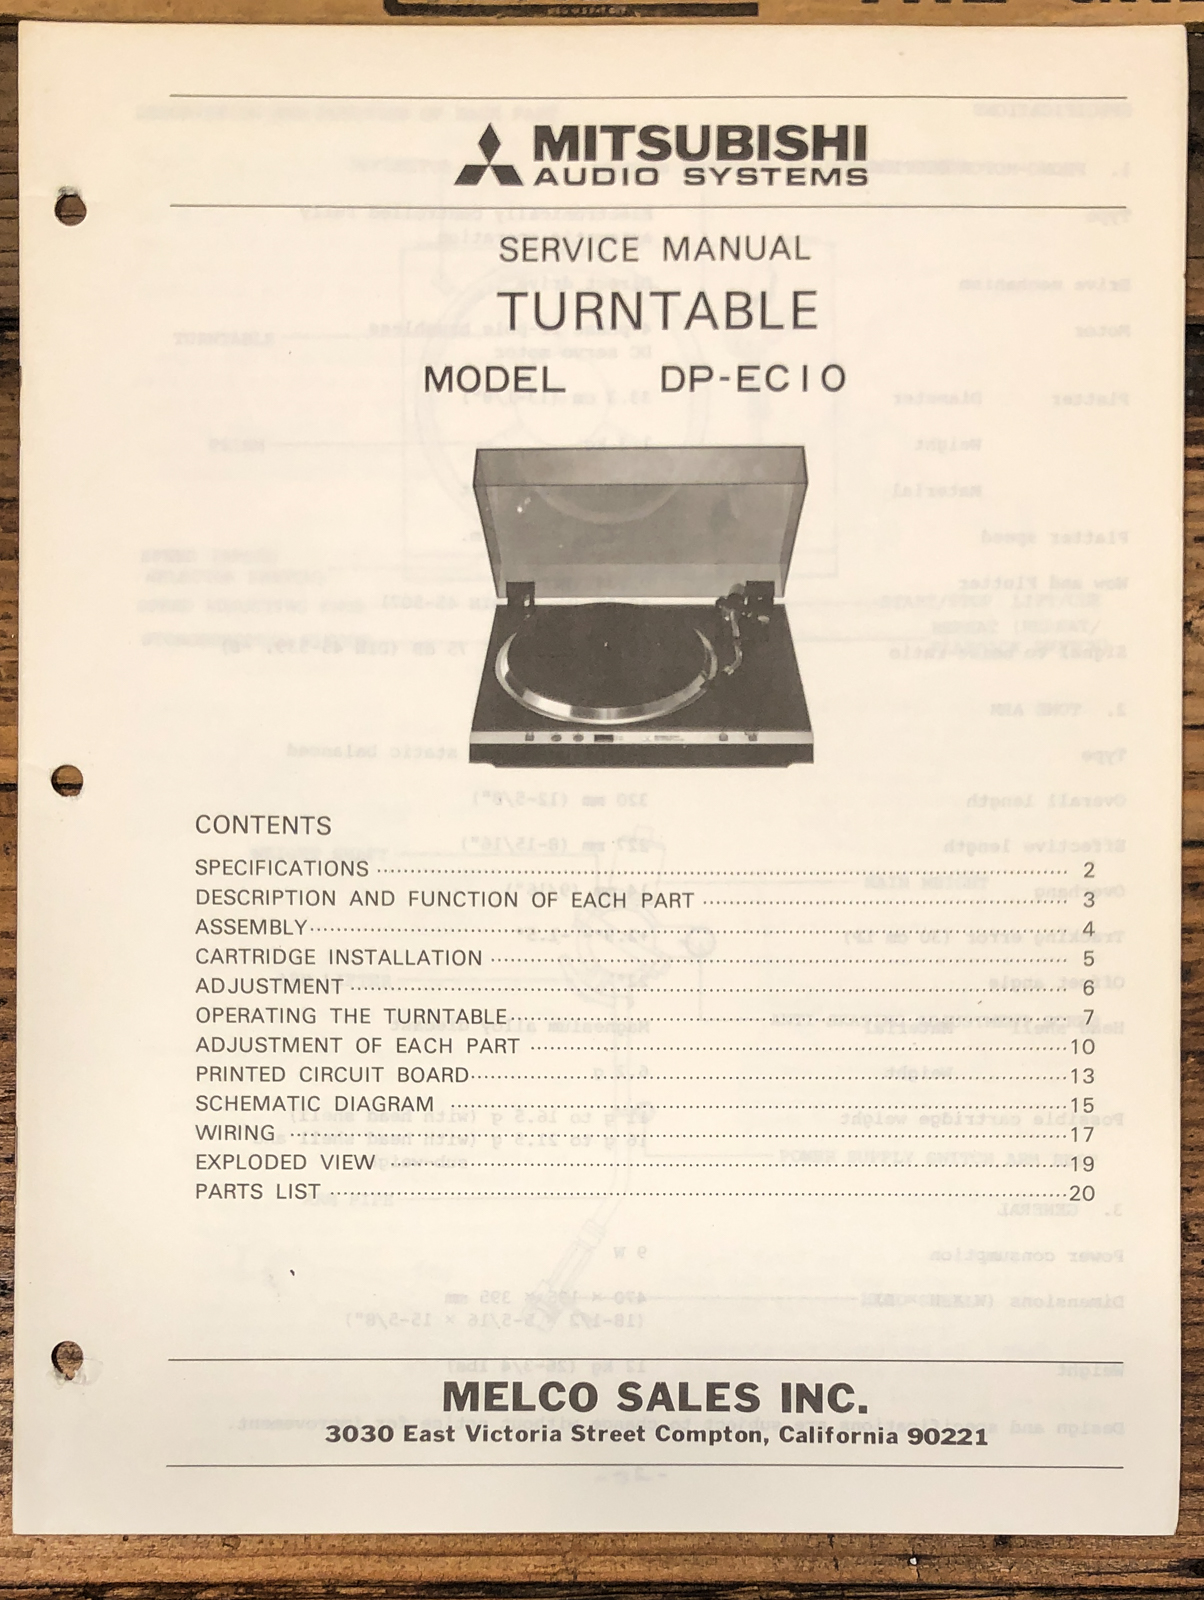 MITSUBISHI
AUDIO SYSTEMS
SERVICE MANUAL
TURNTABLE
MODEL DP-EC10
CONTENTS
SPECIFICATIONS 2
DESCRIPTION AND FUNCTION OF EACH PART 3
ASSEMBLY 4
CARTRIDGE INSTALLATION 5
ADJUSTMENT 6
OPERATING THE TURNTABLE 7
ADJUSTMENT OF EACH PART 10
PRINTED CIRCUIT BOARD 13
SCHEMATIC DIAGRAM 15
WIRING 17
EXPLODED VIEW 19
PARTS LIST 20
MELCO SALES INC.
3030 East Victoria Street Compton, California 90221